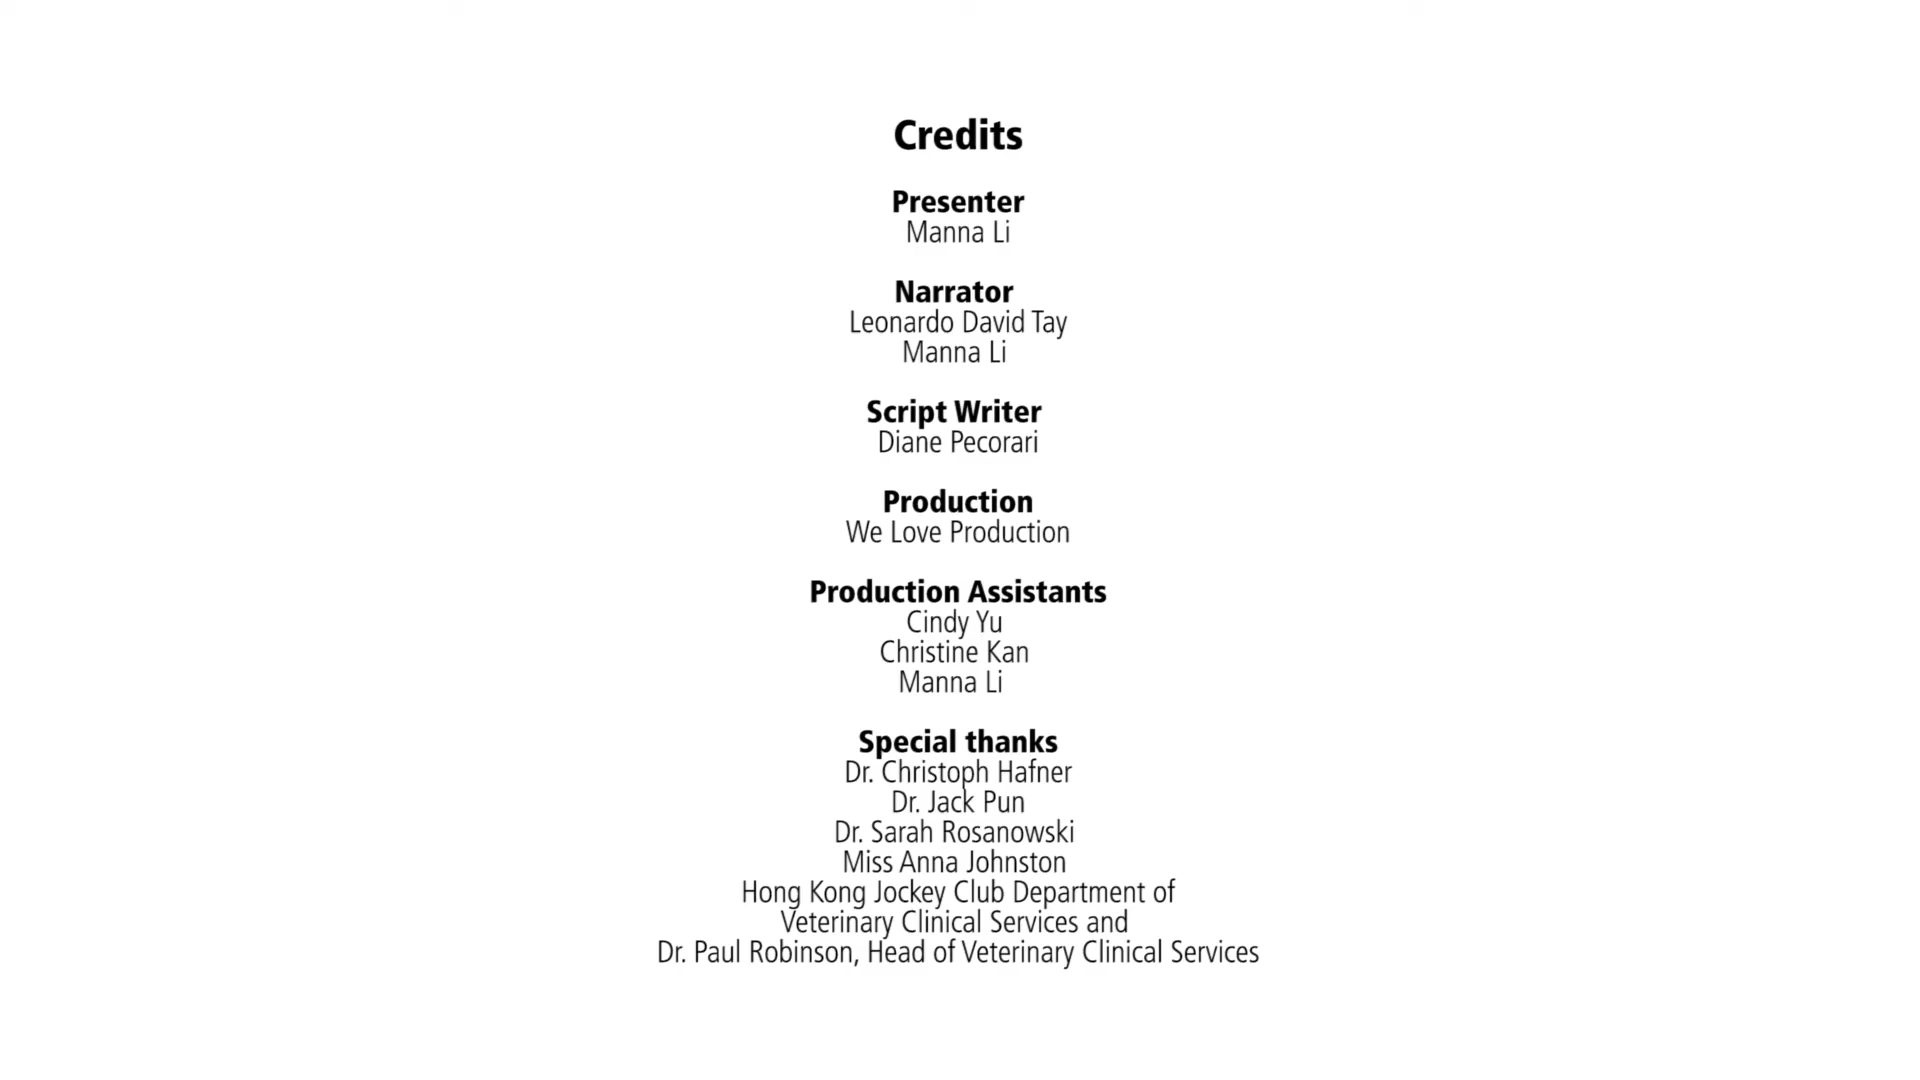 Credits
Presenter
Manna Li
Narrator
Leonardo David Tay
Manna Li
Script Writer
Diane Pecorari
Production
We Love Production
Production Assistants
Cindy Yu
Christine Kan
Manna Li
Special thanks
Dr. Christoph Hafner
Dr. Jack Pun
Dr. Sarah Rosanowski
Miss Anna Johnston
Hong Kong Jockey Club Department of
Veterinary Clinical Services and
Dr. Paul Robinson, Head of Veterinary Clinical Services